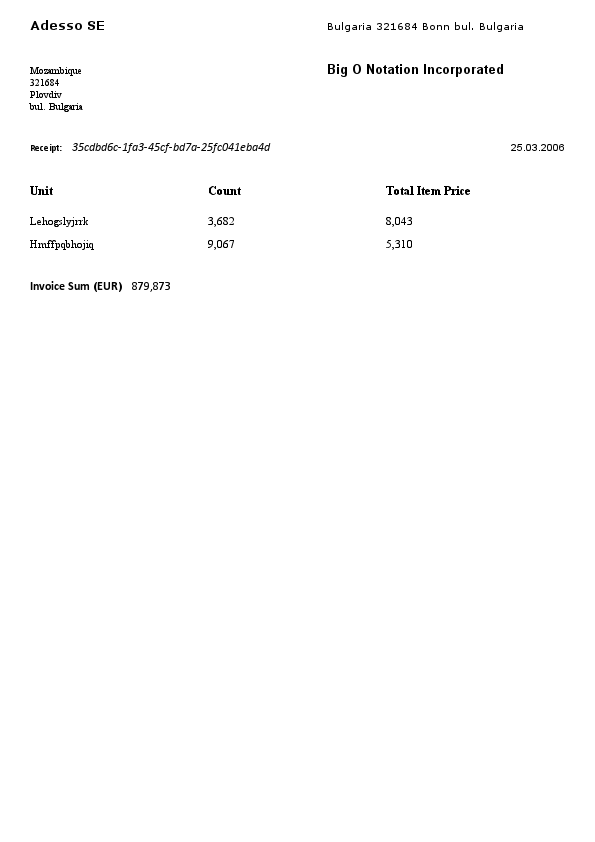 Adesso SE
Bulgaria 321684 Bonn bul. Bulgaria
Mozambique
321684
Plovdiv
bul. Bulgaria
Big O Notation Incorporated
Receipt: 35cdbd6c-1fa3-45cf-bd7a-25fc041eba4d 25.03.2006
Unit Count Total Item Price
Lehogslyjrrk 3,682 8,043
Hmffpqbhojiq 9,067 5,310
Invoice Sum (EUR) 879,873